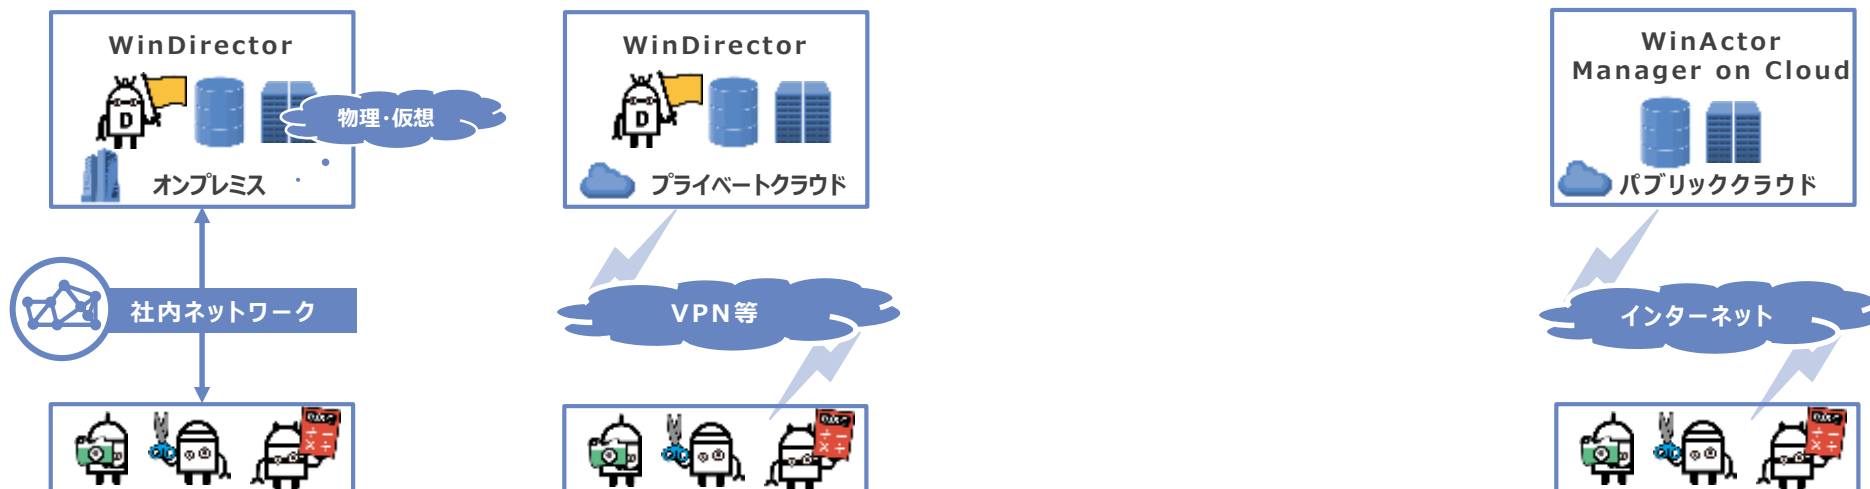 WinDirector
物理・仮想
オンプレミス
社内ネットワーク
WinDirector
D
プライベートクラウド
VPN等
WinActor
Manager on Cloud
パブリッククラウド
インターネット